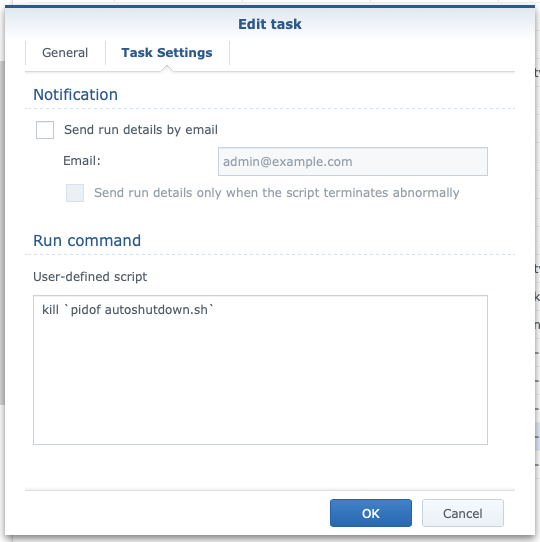 Edit task
General
Task Settings
Notification
Send run details by email
Email:
admin@example.com
Send run details only when the script terminates abnormally
Run command
User-defined script
kill `pidof autoshutdown.sh`
OK
Cancel